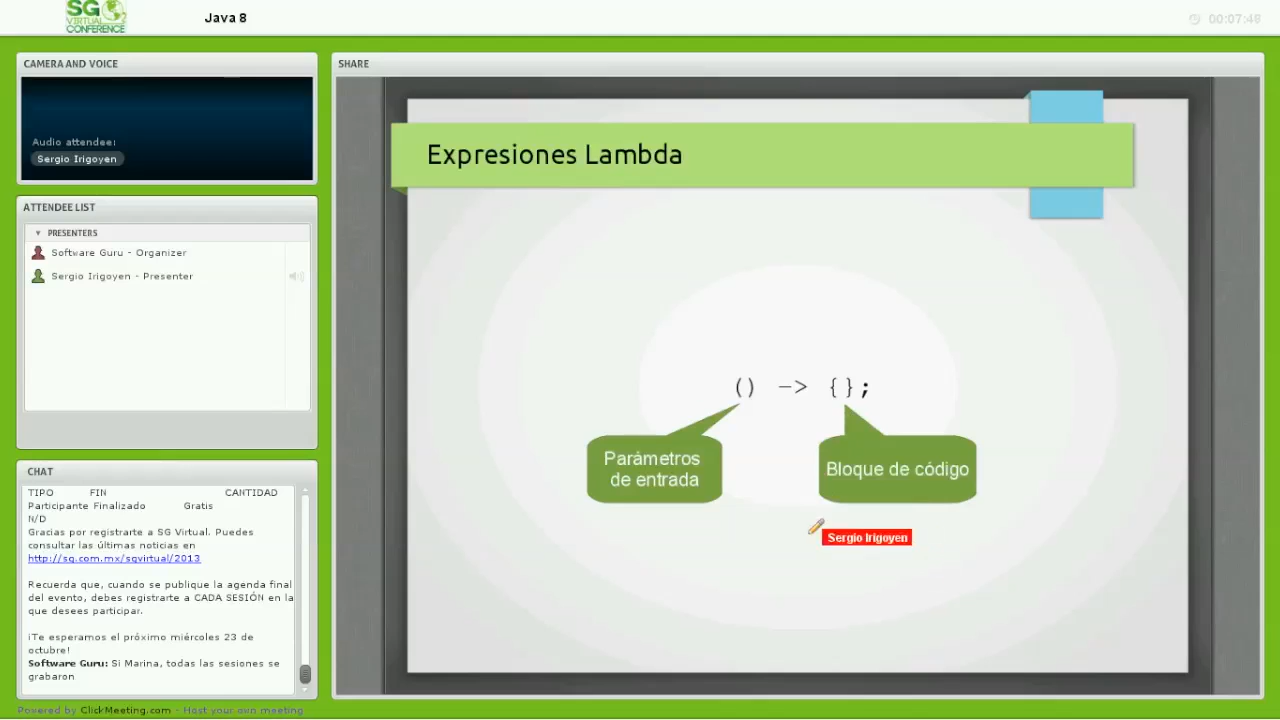 SG
VIRTUAL
CONFERENCE
Java 8
00:07:48
CAMERA AND VOICE
Audio attendee:
Sergio Irigoyen
ATTENDEE LIST
PRESENTERS
Software Guru - Organizer
Sergio Irigoyen - Presenter
CHAT
TIPO FIN CANTIDAD
Participante Finalizado Gratis
N/D
Gracias por registrarte a SG Virtual. Puedes
consultar las últimas noticias en
http://sg.com.mx/sgvirtual/2013
Recuerda que, cuando se publique la agenda final
del evento, debes registrarte a CADA SESIÓN en la
que desees participar.
¡Te esperamos el próximo miércoles 23 de
octubre!
Software Guru: Si Marina, todas las sesiones se
grabaron
Powered by ClickMeeting.com - Host your own meeting
SHARE
Expresiones Lambda
() -> {};
Parámetros
de entrada
Bloque de código
Sergio Irigoyen